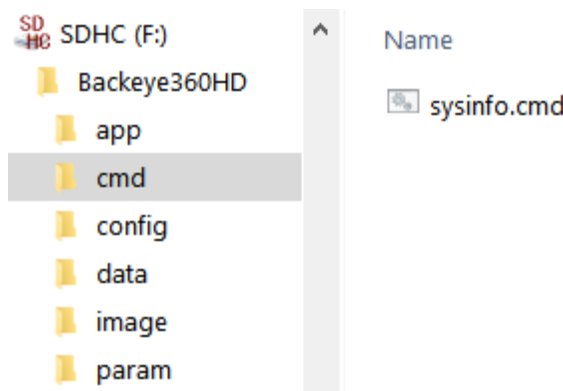 SD
HC
SDHC (F:)
Backeye360HD
app
cmd
config
data
image
param
Name
sysinfo.cmd